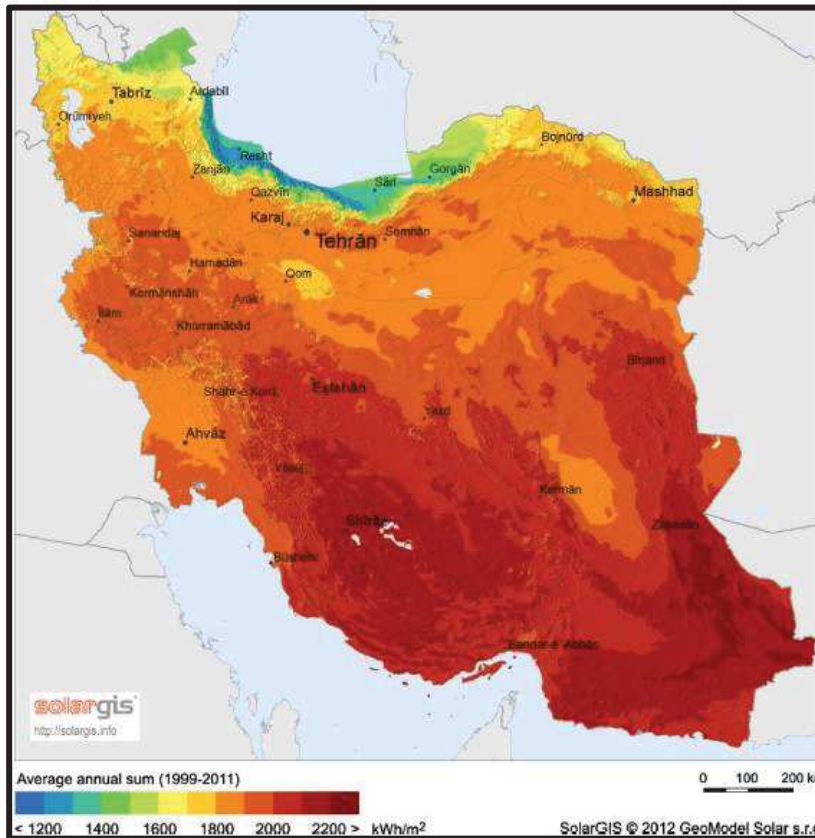 Tabrīz
Ardabīl
Orūmīyeh
Resht
Bojnūrd
Zanjān
Sārī
Gorgān
Qazvīn
Mashhad
Karaj
Tehrān
Semnān
Sanandaj
Hamadān
Qom
Kermānshāh
Arāk
Īlām
Khorramābād
Bīrjand
Eşfahān
Shahr-e Kord
Yazd
Ahvāz
Yāsūj
Kermān
Shīrāz
Zāhedān
Būshehr
Bandar-e Abbās
solargis
http://solargis.info
Average annual sum (1999-2011)
0 100 200 km
< 1200 1400 1600 1800 2000 2200 > kWh/m²
SolarGIS © 2012 GeoModel Solar s.r.o